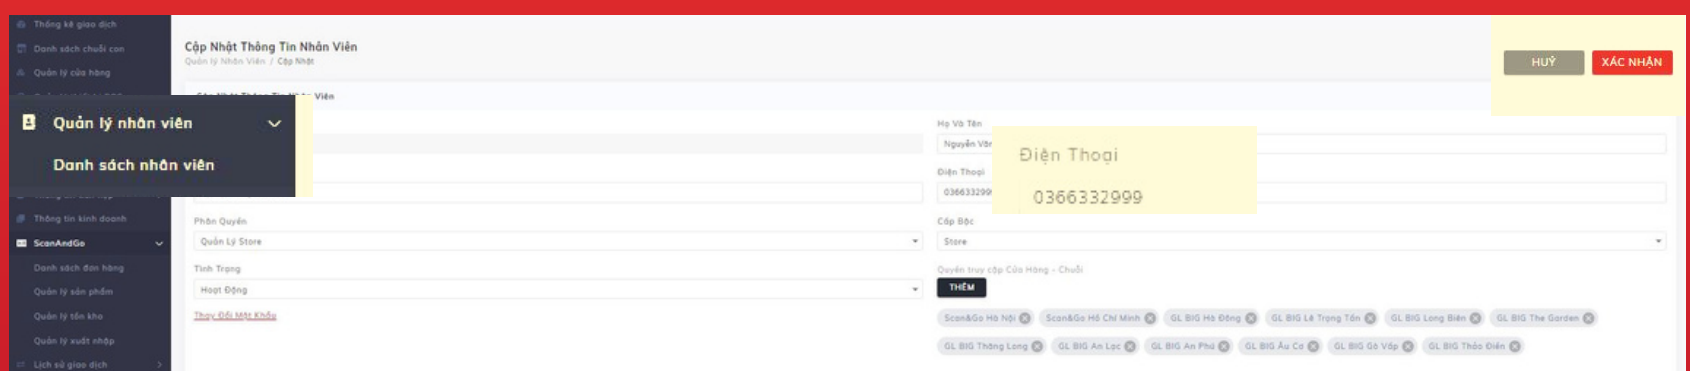 Thống kê giao dịch
Danh sách chuỗi con
Quản lý cửa hàng
Quản lý nhân viên
Danh sách nhân viên
Thông tin kinh doanh
ScanAndGo
Danh sách đơn hàng
Quản lý sản phẩm
Quản lý tồn kho
Quản lý xuất nhập
Lịch sử giao dịch
Cập Nhật Thông Tin Nhân Viên
Quản lý Nhân Viên / Cập Nhật
HUỶ XÁC NHẬN
Viên
Họ Và Tên
Nguyễn Văn
Điện Thoại
0366332999
Điện Thoại
036633299
Phân Quyền
Quản Lý Store
Cấp Bậc
Store
Tình Trạng
Hoạt Động
Quyền truy cập Cửa Hàng - Chuỗi
THÊM
Thay Đổi Mật Khẩu
Scan&Go Hà Nội Scan&Go Hồ Chí Minh GL BIG Hà Đông GL BIG Lê Trọng Tấn GL BIG Long Biên GL BIG The Garden
GL BIG Thăng Long GL BIG An Lạc GL BIG An Phú GL BIG Âu Cơ GL BIG Gò Vấp GL BIG Thảo Điền